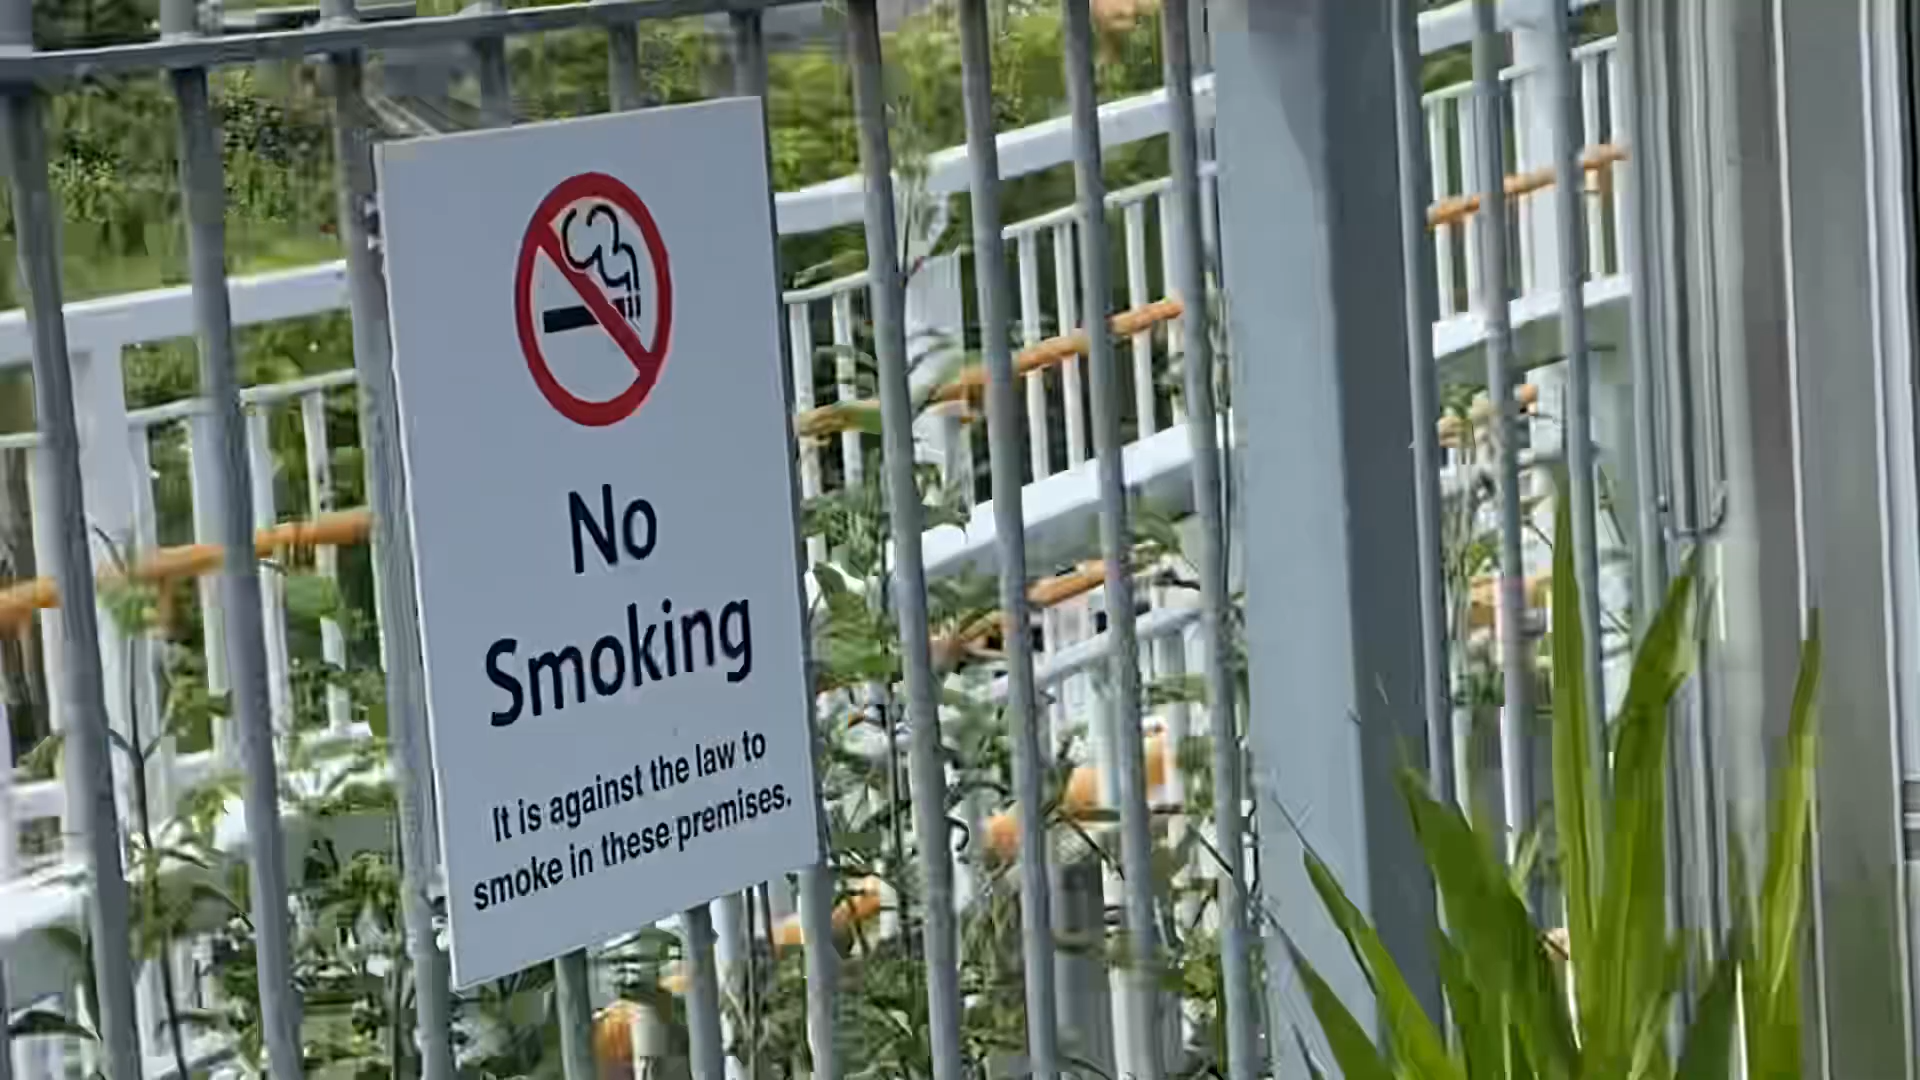 No
Smoking
It is against the law to
smoke in these premises.